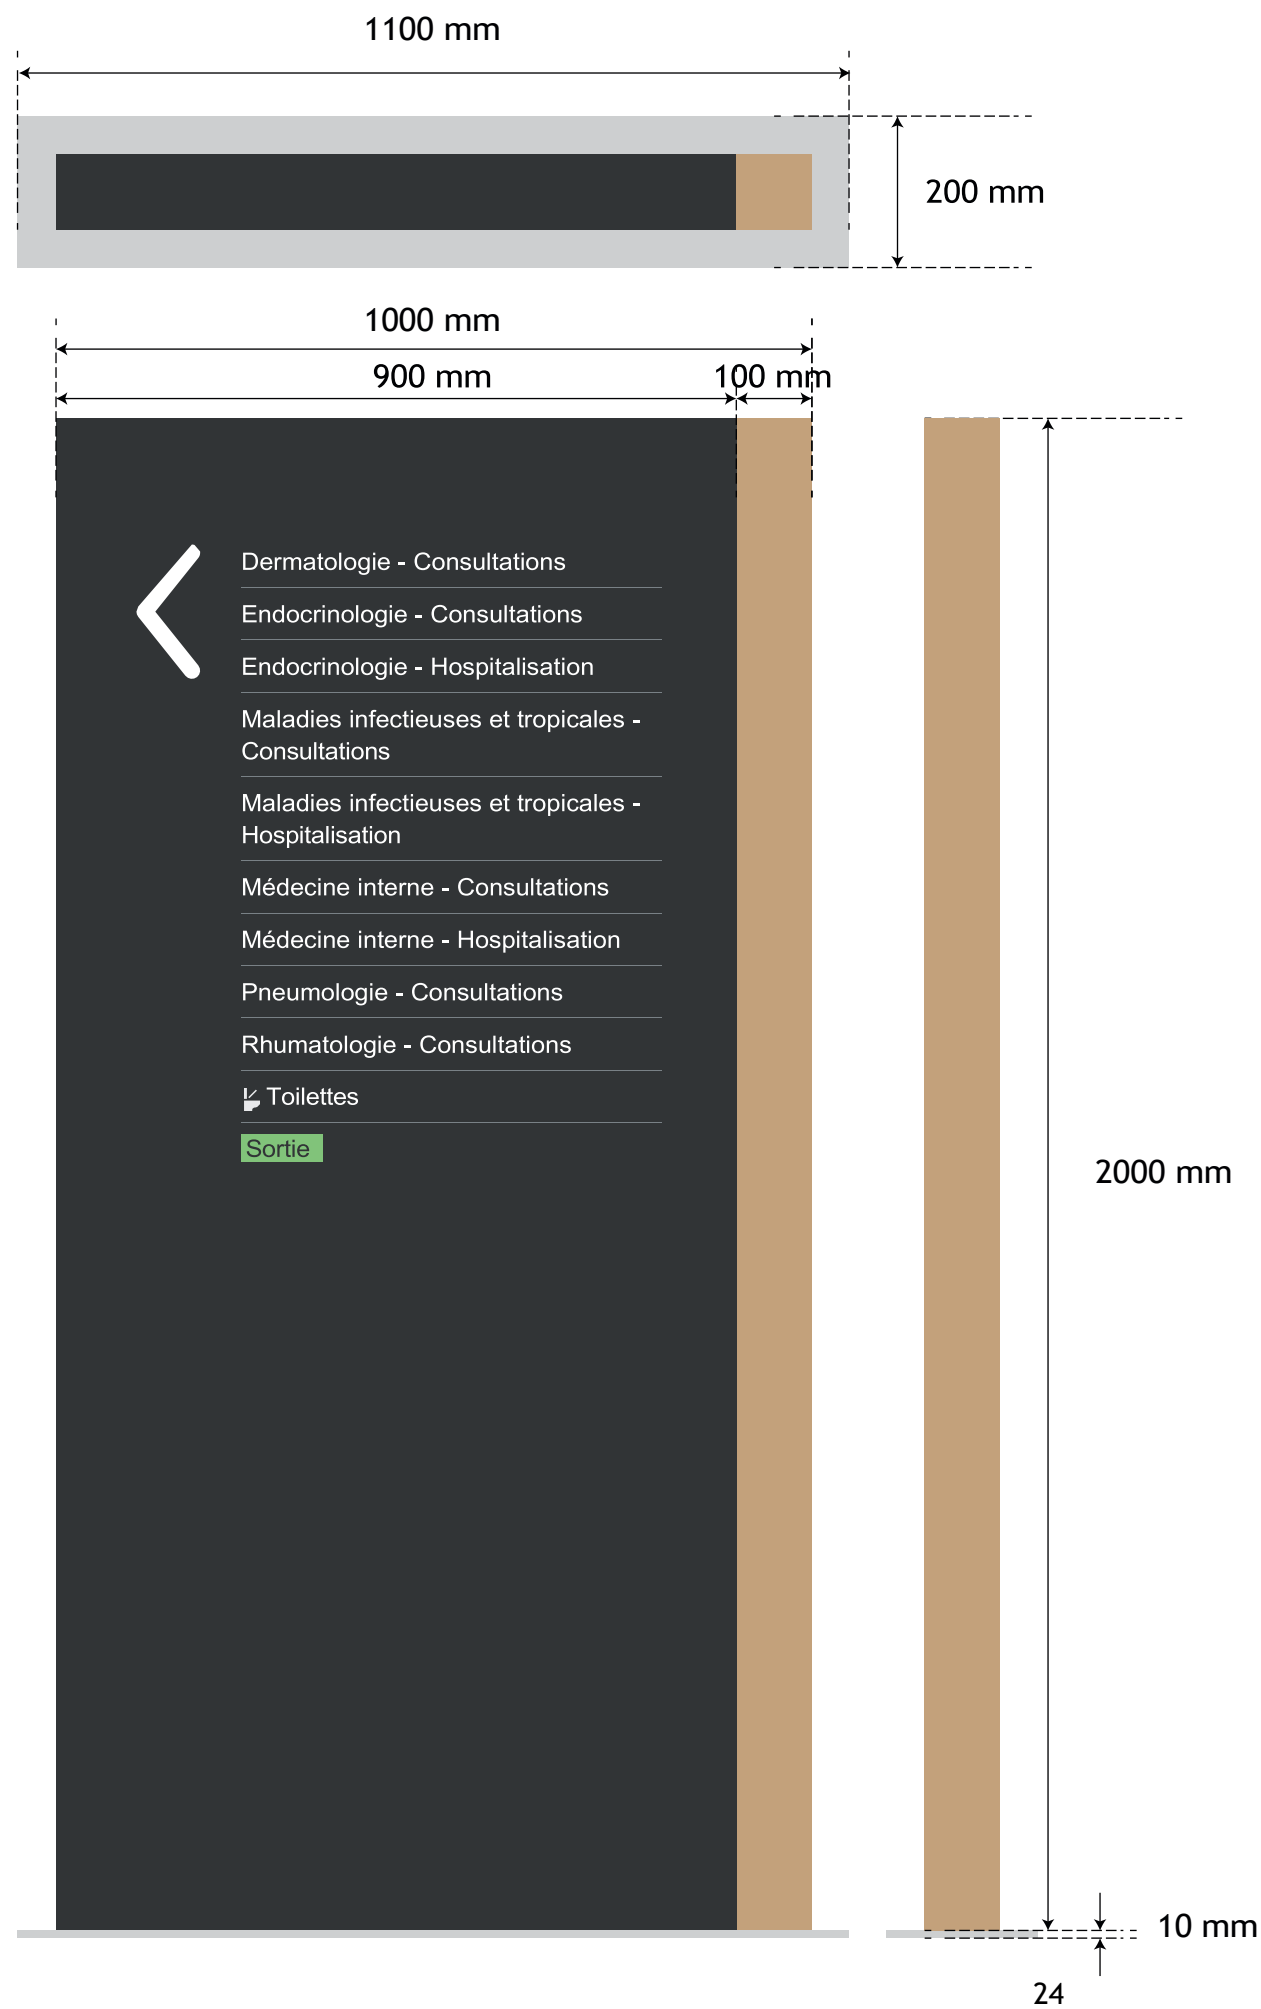 1100 mm
200 mm
1000 mm
900 mm
100 mm
Dermatologie - Consultations
Endocrinologie - Consultations
Endocrinologie - Hospitalisation
Maladies infectieuses et tropicales -
Consultations
Maladies infectieuses et tropicales -
Hospitalisation
Médecine interne - Consultations
Médecine interne - Hospitalisation
Pneumologie - Consultations
Rhumatologie - Consultations
Toilettes
Sortie
2000 mm
10 mm
24